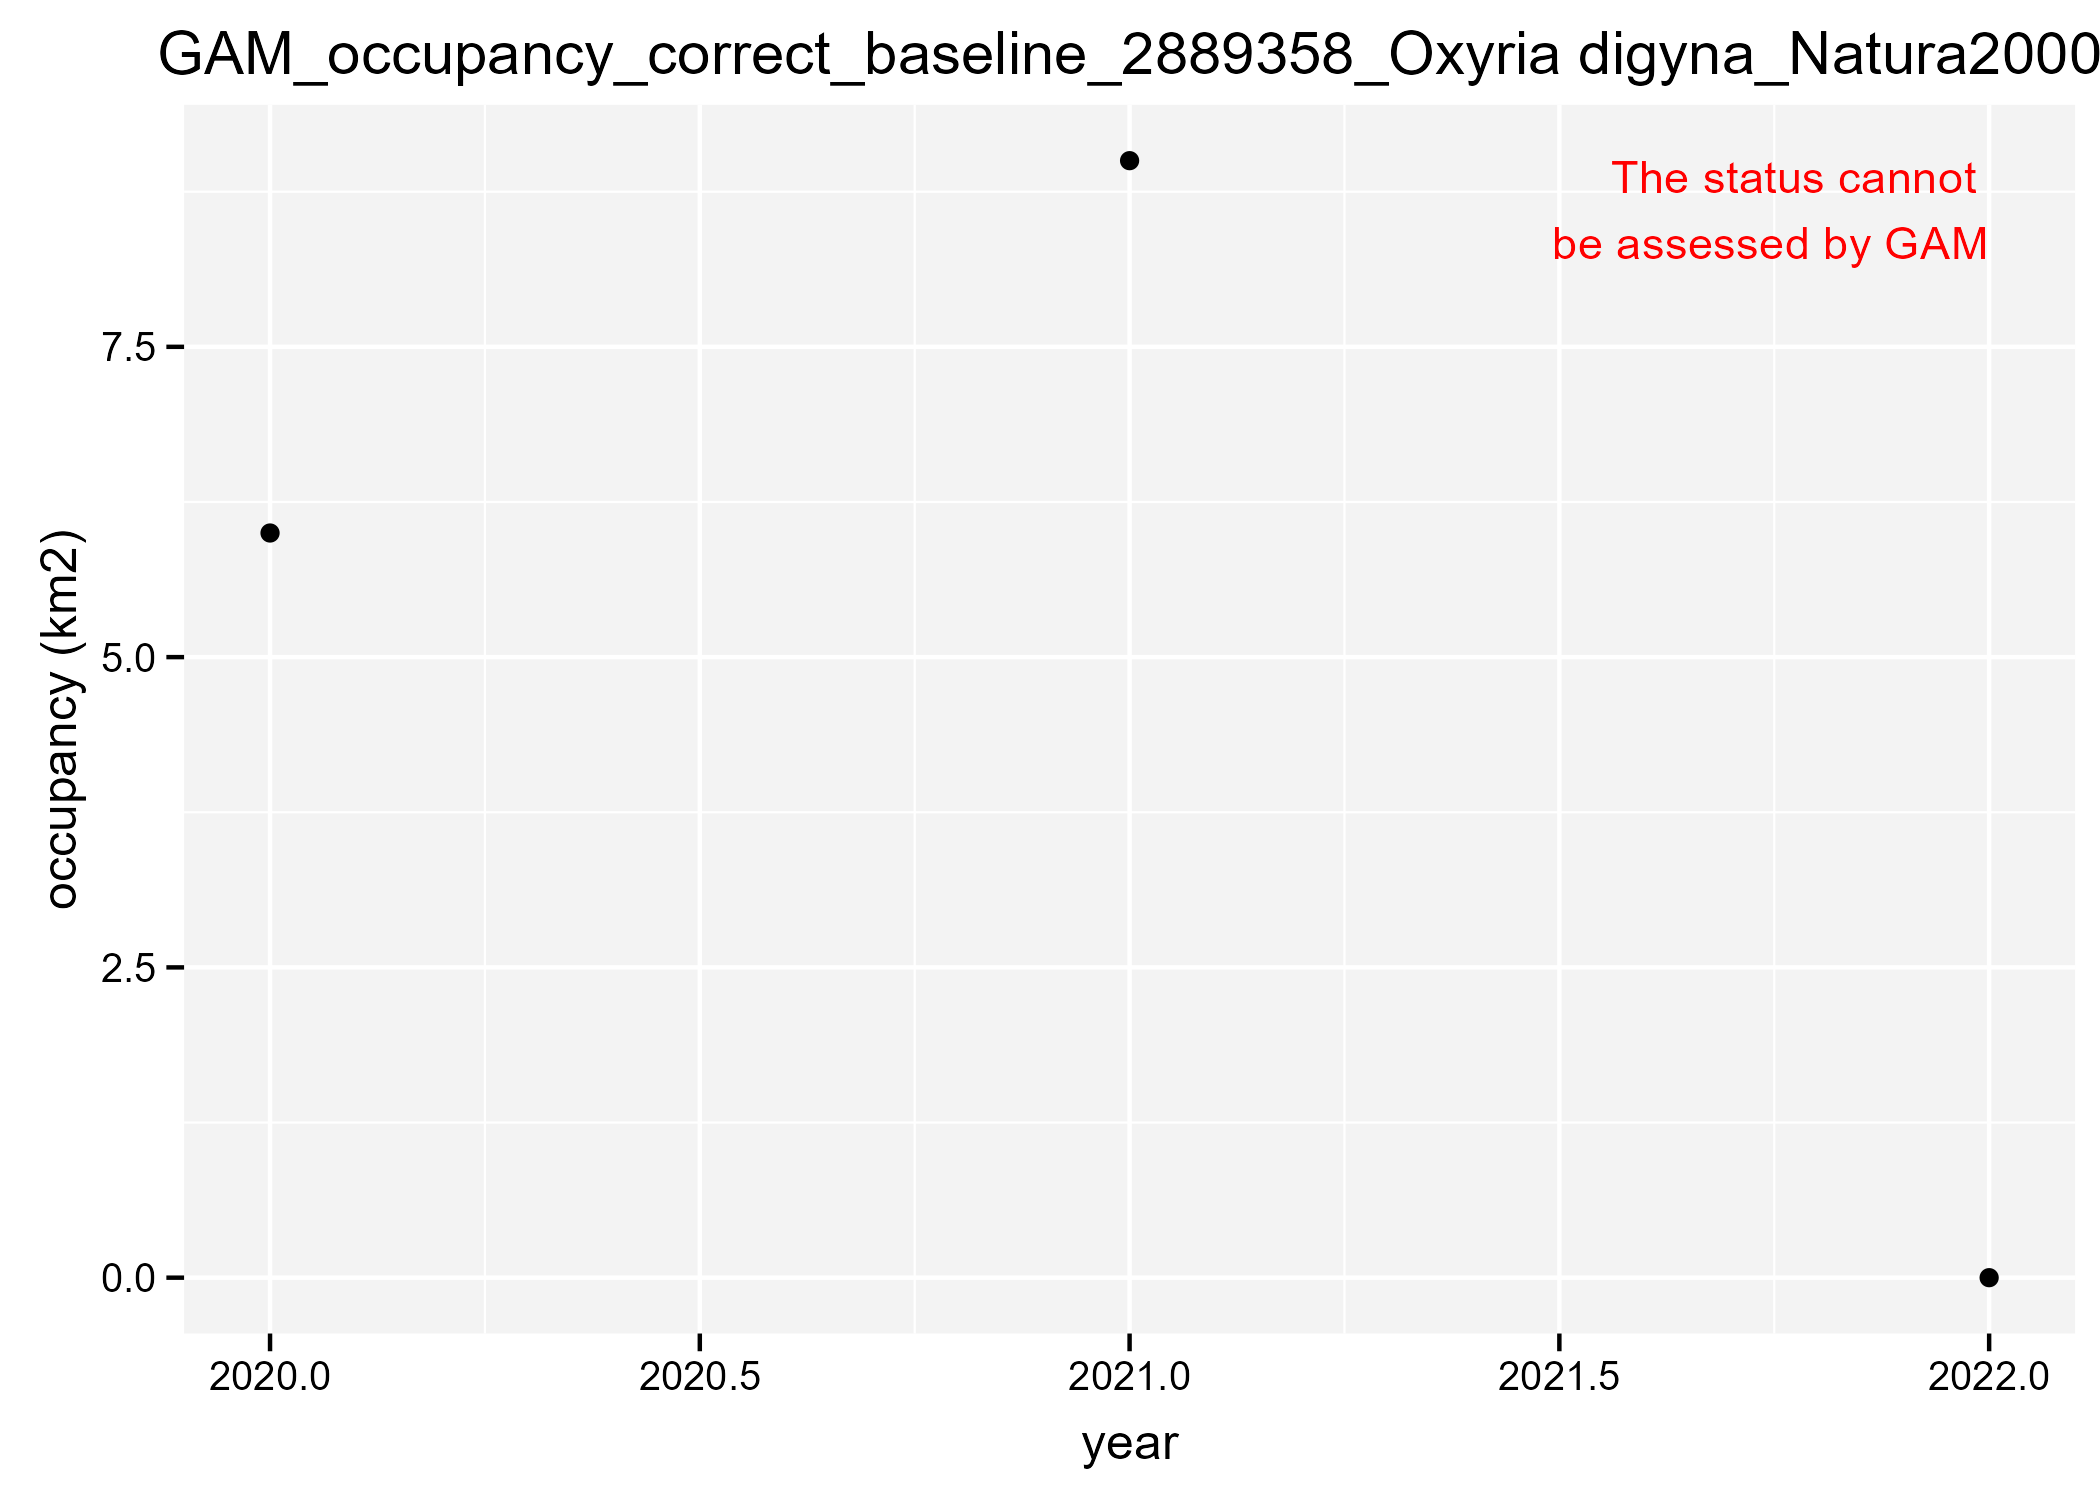 GAM_occupancy_correct_baseline_2889358_Oxyria digyna_Natura2000
The status cannot
be assessed by GAM
occupancy (km2)
7.5
5.0
2.5
0.0
2020.0 2020.5 2021.0 2021.5 2022.0
year